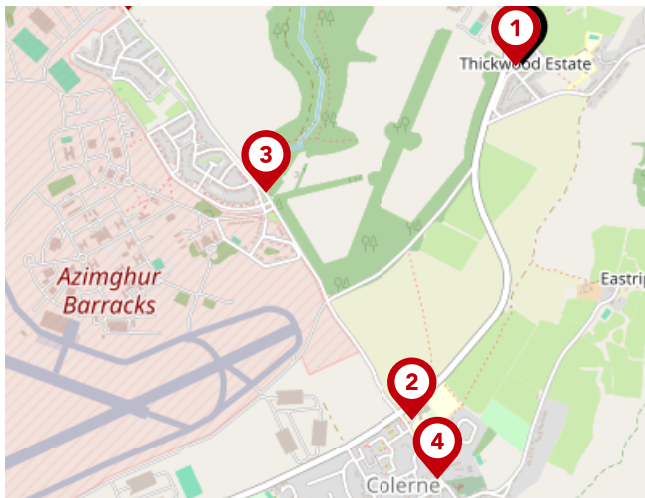 1
Thickwood Estate
3
Azimghur
Barracks
Eastrip
2
4
Colerne